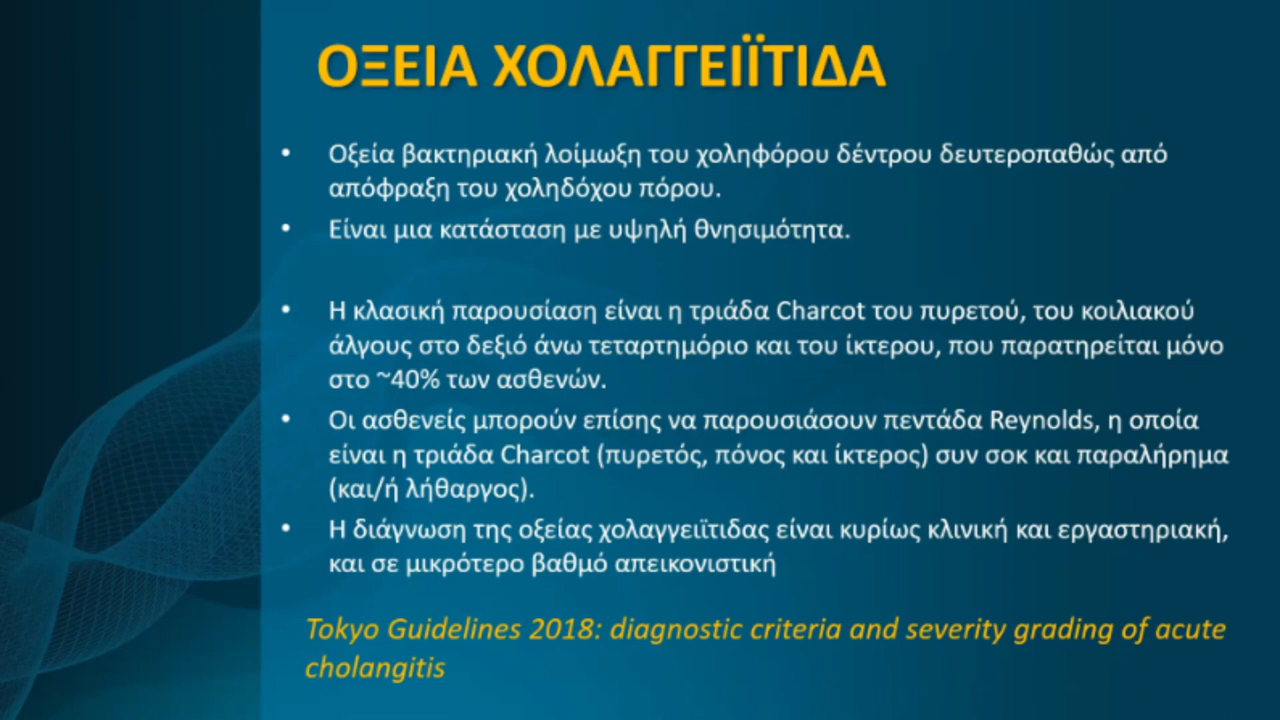 ΟΞΕΙΑ ΧΟΛΑΓΓΕΙΪΤΙΔΑ
• Οξεία βακτηριακή λοίμωξη του χοληφόρου δέντρου δευτεροπαθώς από
απόφραξη του χοληδόχου πόρου.
• Είναι μια κατάσταση με υψηλή θνησιμότητα.
• Η κλασική παρουσίαση είναι η τριάδα Charcot του πυρετού, του κοιλιακού
άλγους στο δεξιό άνω τεταρτημόριο και του ίκτερου, που παρατηρείται μόνο
στο ~40% των ασθενών.
• Οι ασθενείς μπορούν επίσης να παρουσιάσουν πεντάδα Reynolds, η οποία
είναι η τριάδα Charcot (πυρετός, πόνος και ίκτερος) συν σοκ και παραλήρημα
(και/ή λήθαργος).
• Η διάγνωση της οξείας χολαγγειϊτιδας είναι κυρίως κλινική και εργαστηριακή,
και σε μικρότερο βαθμό απεικονιστική
Tokyo Guidelines 2018: diagnostic criteria and severity grading of acute
cholangitis